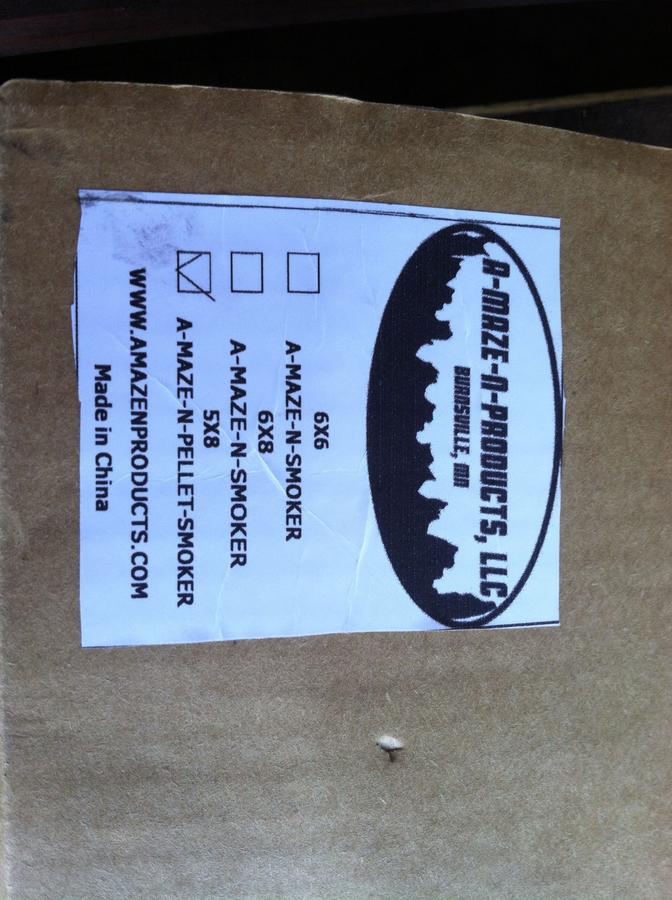 A-MAZE-N-PRODUCTS, LLC
BURNSVILLE, MN
6X6
A-MAZE-N-SMOKER
6X8
A-MAZE-N-SMOKER
5X8
A-MAZE-N-PELLET-SMOKER
WWW.AMAZENPRODUCTS.COM
Made in China